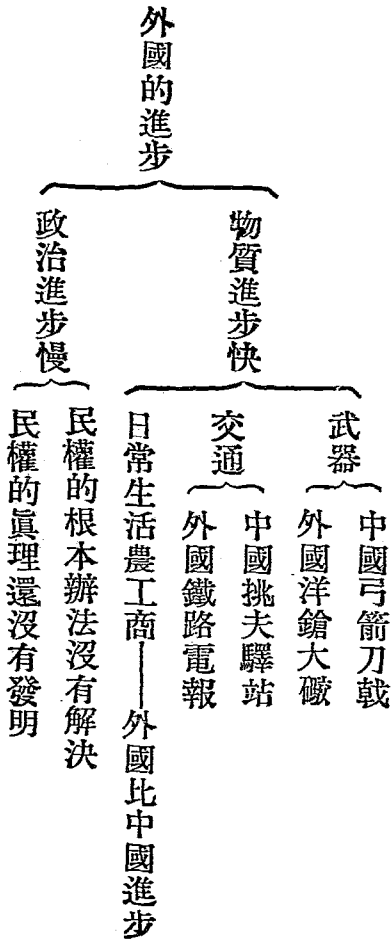 外國的進步
物質進步快
武器
中國弓箭刀戟
外國洋鎗大礮
交通
中國挑夫驛站
外國鐵路電報
日常生活農工商——外國比中國進步
政治進步慢
民權的根本辦法沒有解決
民權的眞理還沒有發明